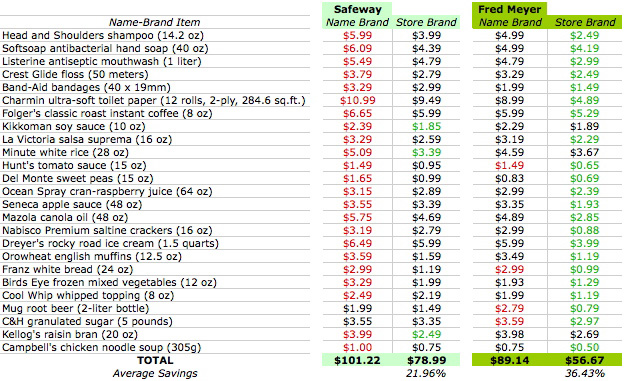 Safeway Fred Meyer
Name-Brand Item Name Brand Store Brand Name Brand Store Brand
Head and Shoulders shampoo (14.2 oz) $5.99 $3.99 $4.99 $2.49
Softsoap antibacterial hand soap (40 oz) $6.09 $4.39 $4.99 $4.19
Listerine antiseptic mouthwash (1 liter) $5.49 $4.79 $4.79 $2.99
Crest Glide floss (50 meters) $3.79 $2.79 $3.29 $2.49
Band-Aid bandages (40 x 19mm) $3.29 $2.99 $1.99 $1.49
Charmin ultra-soft toilet paper (12 rolls, 2-ply, 284.6 sq.ft.) $10.99 $9.49 $8.99 $4.89
Folger's classic roast instant coffee (8 oz) $6.65 $5.99 $5.99 $5.29
Kikkoman soy sauce (10 oz) $2.39 $1.85 $2.29 $1.89
La Victoria salsa suprema (16 oz) $3.29 $2.59 $3.19 $2.29
Minute white rice (28 oz) $5.09 $3.39 $4.59 $3.67
Hunt's tomato sauce (15 oz) $1.49 $0.95 $1.49 $0.65
Del Monte sweet peas (15 oz) $1.65 $0.99 $0.83 $0.69
Ocean Spray cran-raspberry juice (64 oz) $3.15 $2.89 $2.99 $2.39
Seneca apple sauce (48 oz) $3.55 $3.39 $3.35 $1.93
Mazola canola oil (48 oz) $5.75 $4.69 $4.89 $2.85
Nabisco Premium saltine crackers (16 oz) $3.19 $2.79 $2.99 $0.88
Dreyer's rocky road ice cream (1.5 quarts) $6.49 $5.99 $5.99 $3.99
Orowheat english muffins (12.5 oz) $3.59 $1.59 $3.49 $1.19
Franz white bread (24 oz) $2.99 $1.19 $2.99 $0.99
Birds Eye frozen mixed vegetables (12 oz) $3.29 $1.99 $1.93 $1.29
Cool Whip whipped topping (8 oz) $2.49 $2.19 $1.99 $1.19
Mug root beer (2-liter bottle) $1.99 $1.49 $2.79 $0.79
C&H granulated sugar (5 pounds) $3.55 $3.35 $3.59 $2.97
Kellog's raisin bran (20 oz) $3.99 $2.49 $3.98 $2.69
Campbell's chicken noodle soup (305g) $1.00 $0.75 $0.75 $0.50
TOTAL $101.22 $78.99 $89.14 $56.67
Average Savings 21.96% 36.43%